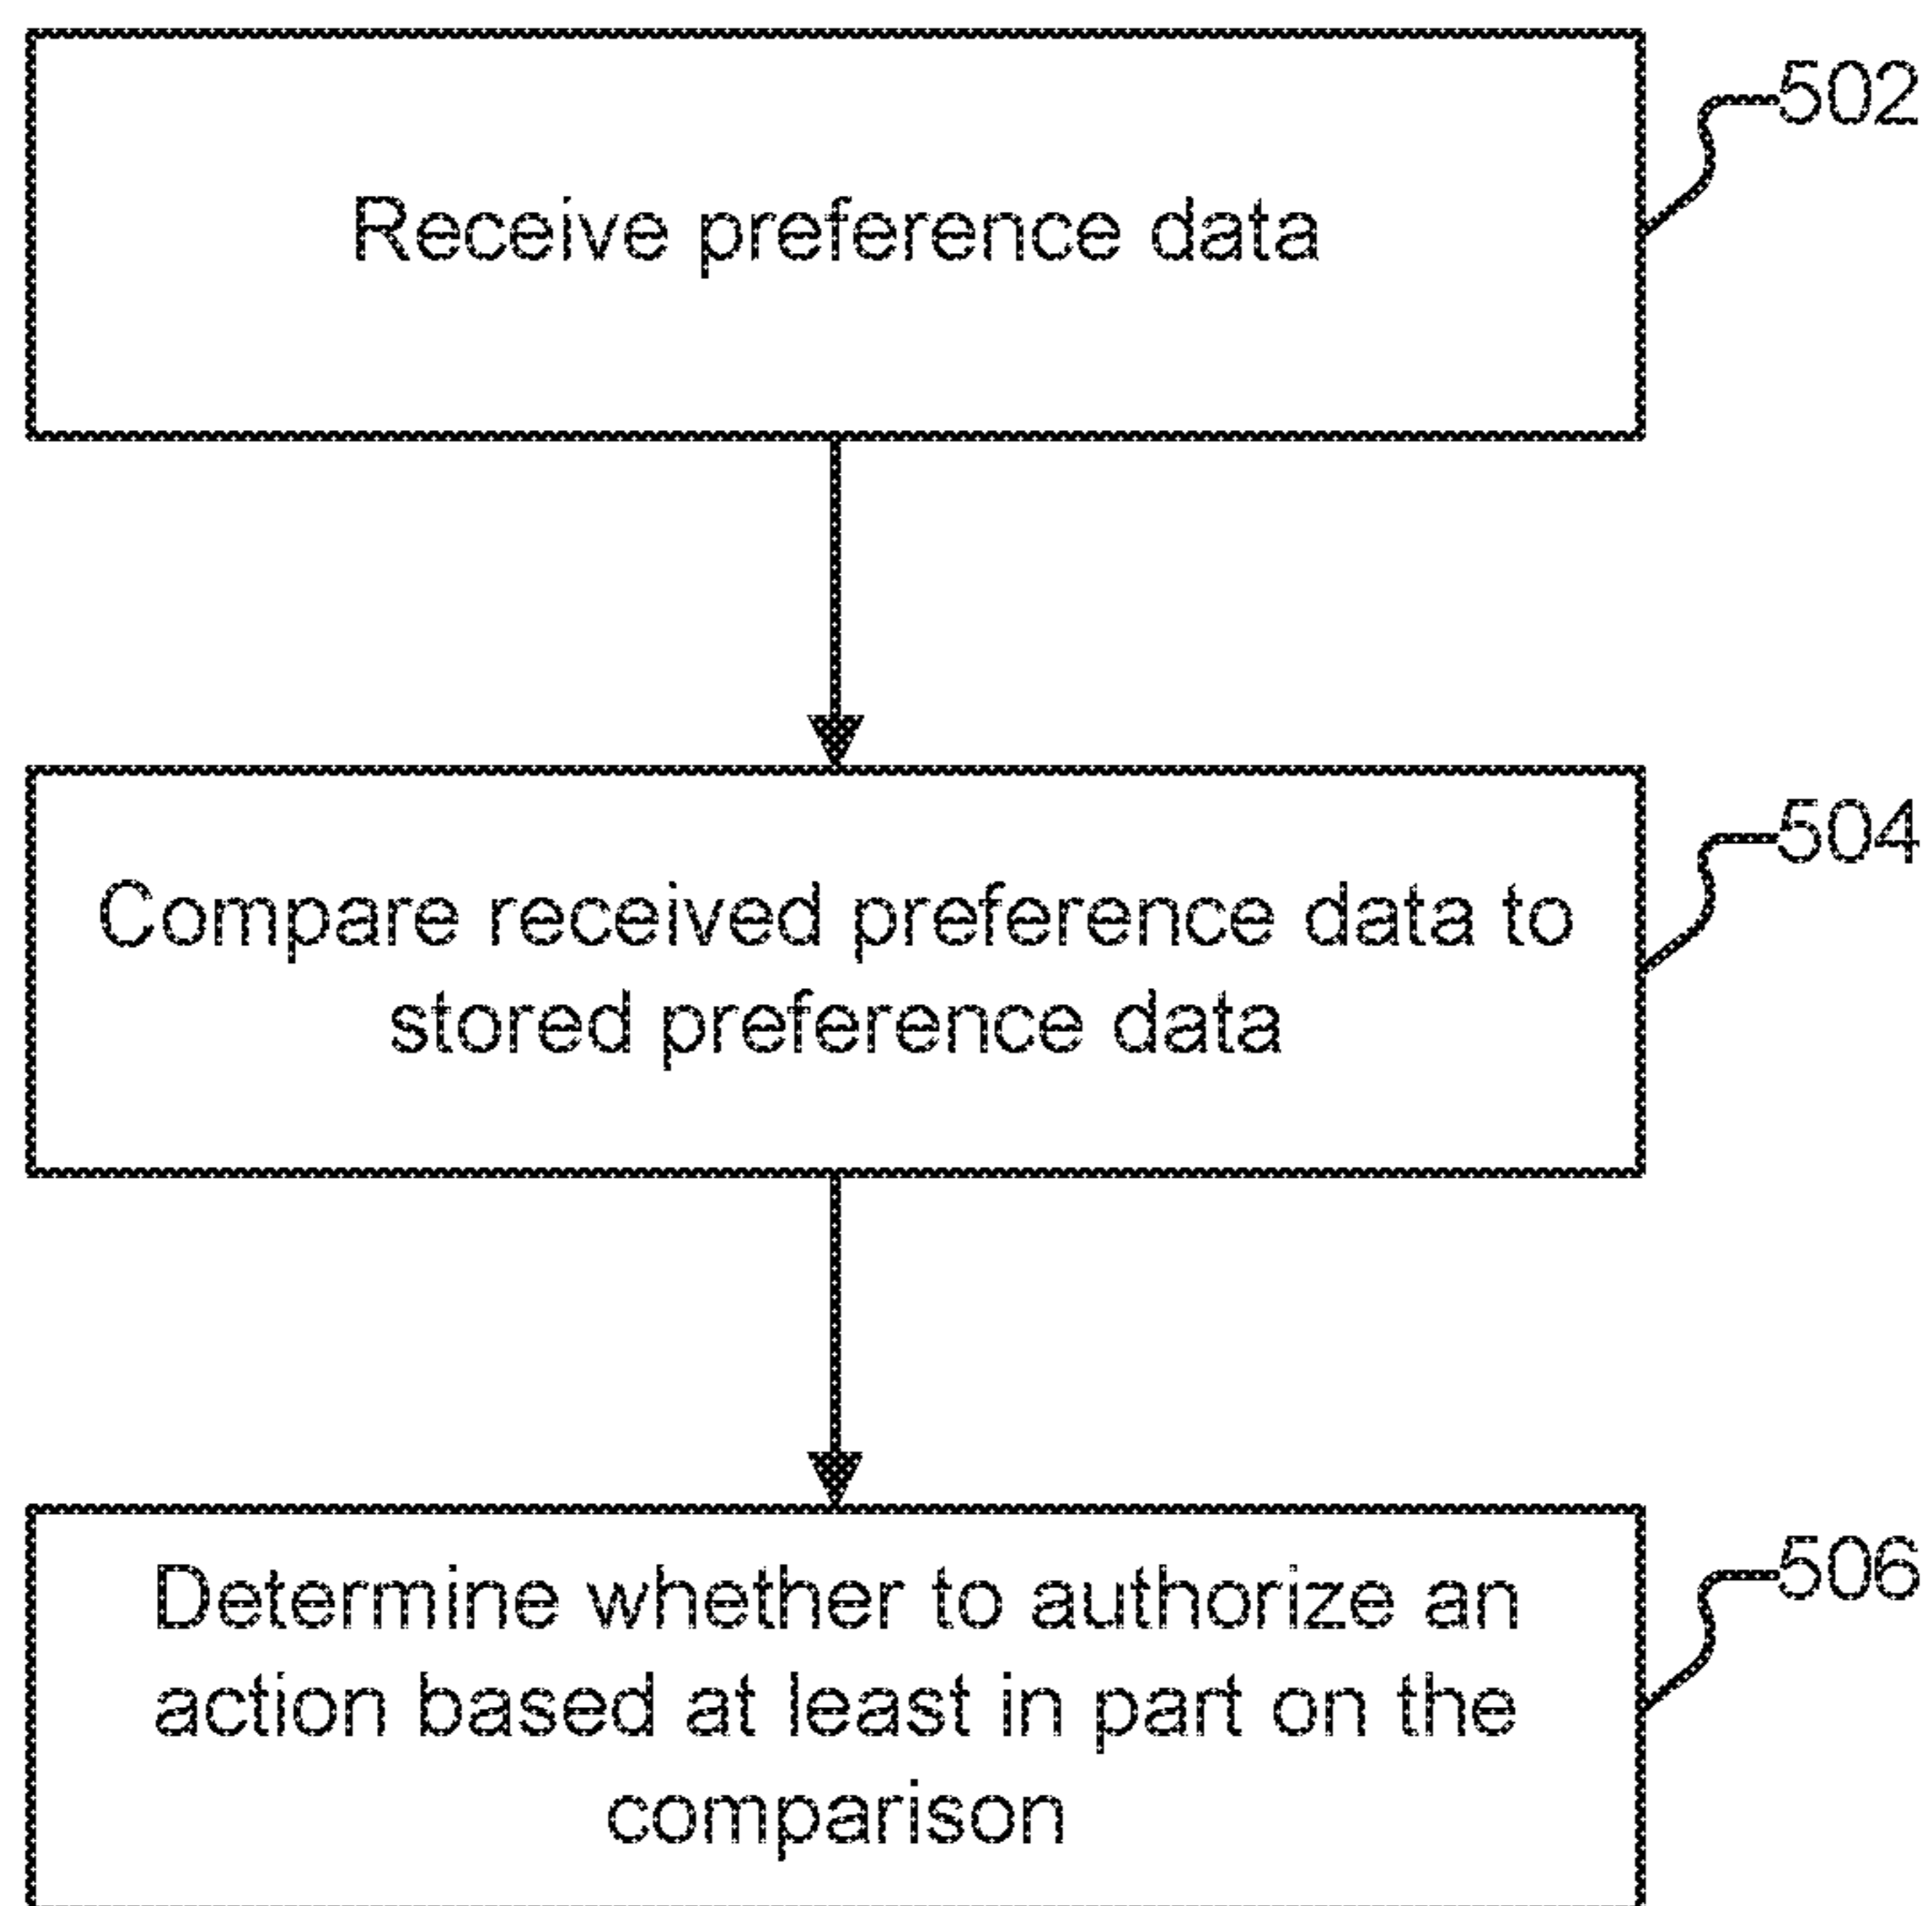 Receive preference data
502
Compare received preference data to
stored preference data
504
Determine whether to authorize an
action based at least in part on the
comparison
506